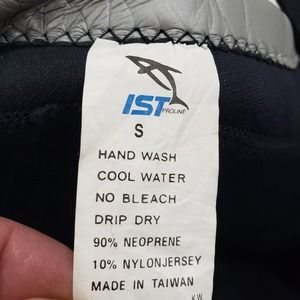 IST
PROLINE
S
HAND WASH
COOL WATER
NO BLEACH
DRIP DRY
90% NEOPRENE
10% NYLONJERSEY
MADE IN TAIWAN
KW